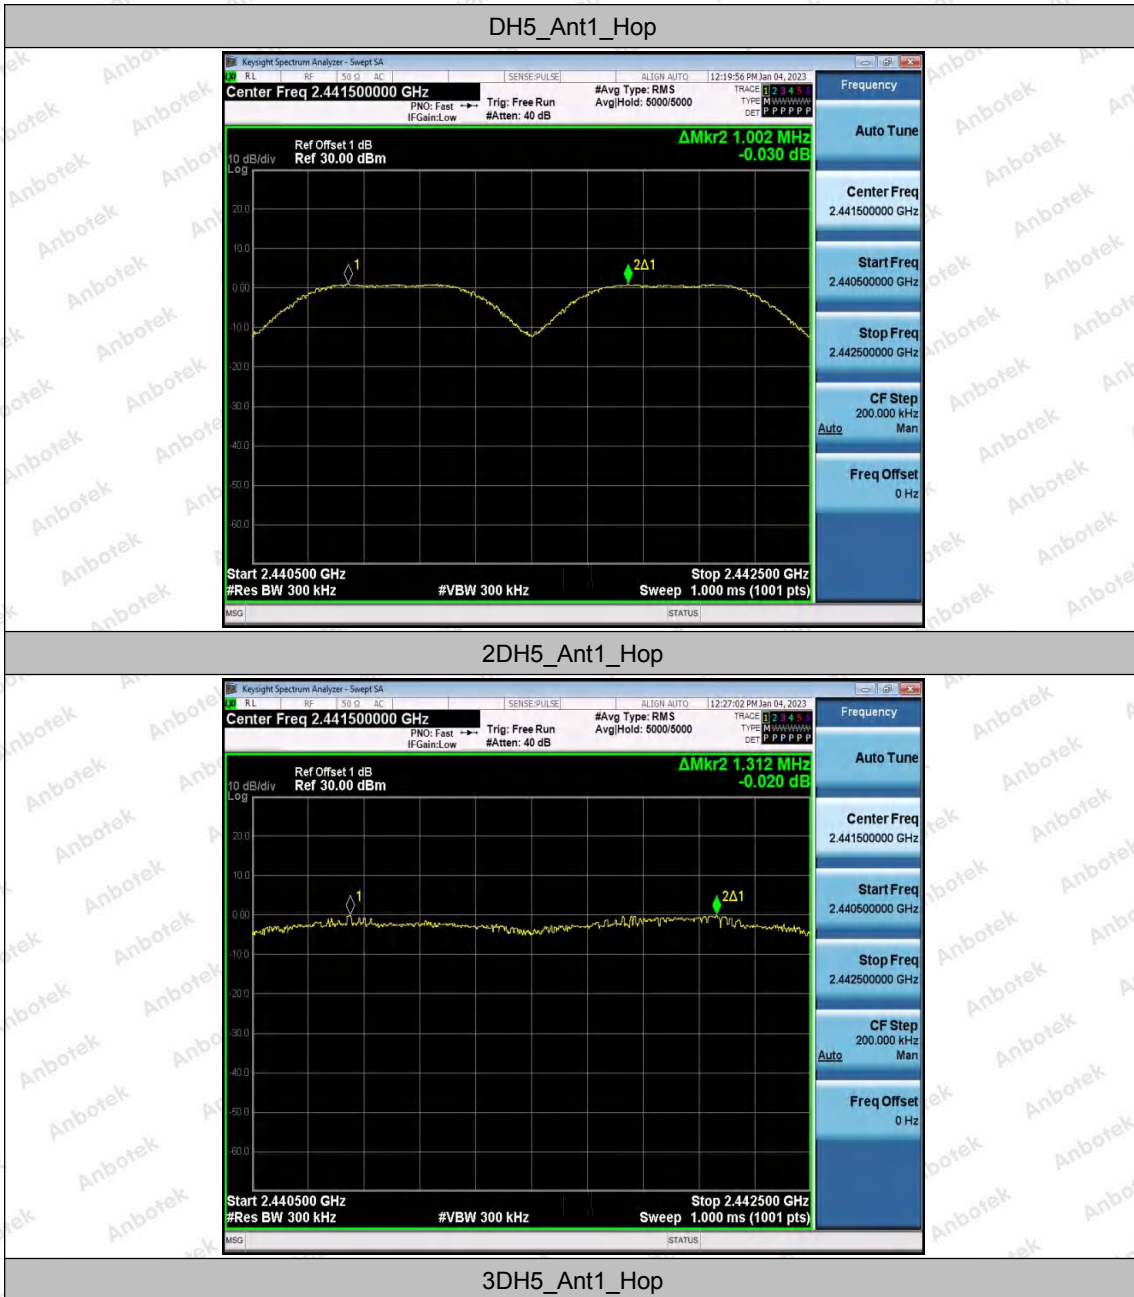 DH5_Ant1_Hop
Keysight Spectrum Analyzer - Swept SA
RL RF 50 Ω AC SENSE:PULSE ALIGN AUTO 12:19:56 PM Jan 04, 2023
Center Freq 2.441500000 GHz
PNO: Fast
IFGain:Low
Trig: Free Run
#Atten: 40 dB
#Avg Type: RMS
Avg|Hold: 5000/5000
TRACE 1 2 3 4 5 6
TYPE M WWWWW
DET P P P P P P
ΔMkr2 1.002 MHz
-0.030 dB
Ref Offset 1 dB
10 dB/div Ref 30.00 dBm
Log
20.0
10.0
1
2Δ1
0.00
-10.0
-20.0
-30.0
-40.0
-50.0
-60.0
Start 2.440500 GHz Stop 2.442500 GHz
#Res BW 300 kHz #VBW 300 kHz Sweep 1.000 ms (1001 pts)
MSG STATUS
Frequency
Auto Tune
Center Freq
2.441500000 GHz
Start Freq
2.440500000 GHz
Stop Freq
2.442500000 GHz
CF Step
200.000 kHz
Auto Man
Freq Offset
0 Hz
2DH5_Ant1_Hop
Keysight Spectrum Analyzer - Swept SA
RL RF 50 Ω AC SENSE:PULSE ALIGN AUTO 12:27:02 PM Jan 04, 2023
Center Freq 2.441500000 GHz
PNO: Fast
IFGain:Low
Trig: Free Run
#Atten: 40 dB
#Avg Type: RMS
Avg|Hold: 5000/5000
TRACE 1 2 3 4 5 6
TYPE M WWWWW
DET P P P P P P
ΔMkr2 1.312 MHz
-0.020 dB
Ref Offset 1 dB
10 dB/div Ref 30.00 dBm
Log
20.0
10.0
1
2Δ1
0.00
-10.0
-20.0
-30.0
-40.0
-50.0
-60.0
Start 2.440500 GHz Stop 2.442500 GHz
#Res BW 300 kHz #VBW 300 kHz Sweep 1.000 ms (1001 pts)
MSG STATUS
Frequency
Auto Tune
Center Freq
2.441500000 GHz
Start Freq
2.440500000 GHz
Stop Freq
2.442500000 GHz
CF Step
200.000 kHz
Auto Man
Freq Offset
0 Hz
3DH5_Ant1_Hop